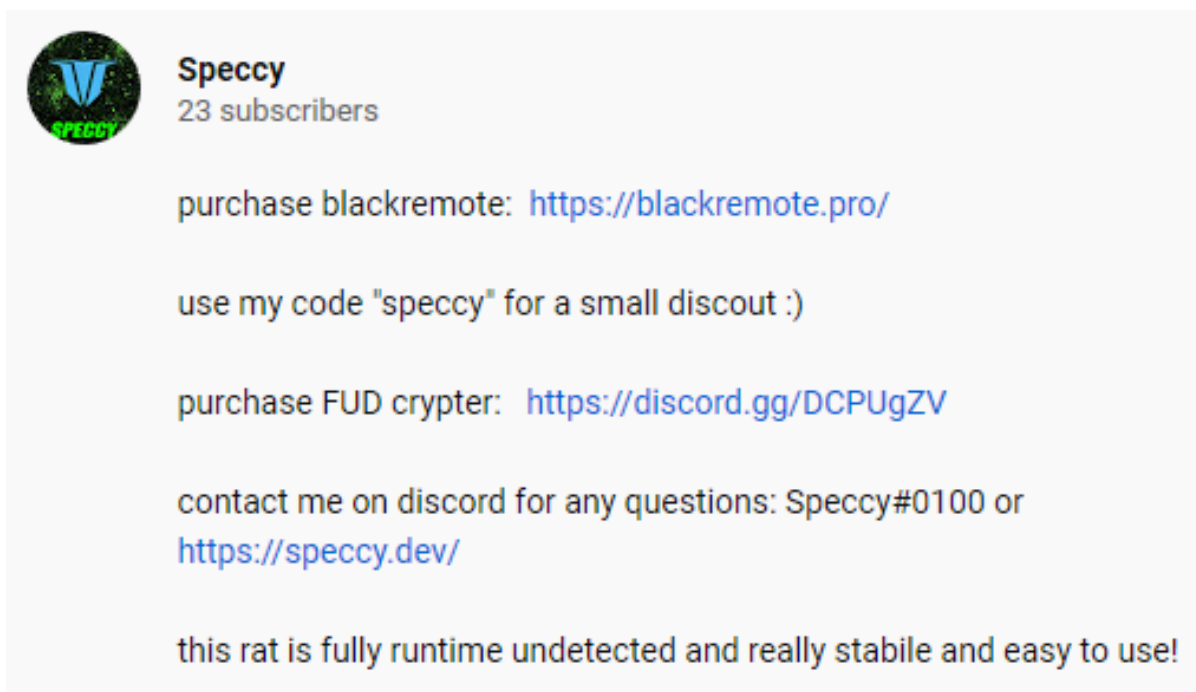 SPECCY
Speccy
23 subscribers
purchase blackremote: https://blackremote.pro/
use my code "speccy" for a small discout :)
purchase FUD crypter: https://discord.gg/DCPUgZV
contact me on discord for any questions: Speccy#0100 or
https://speccy.dev/
this rat is fully runtime undetected and really stabile and easy to use!